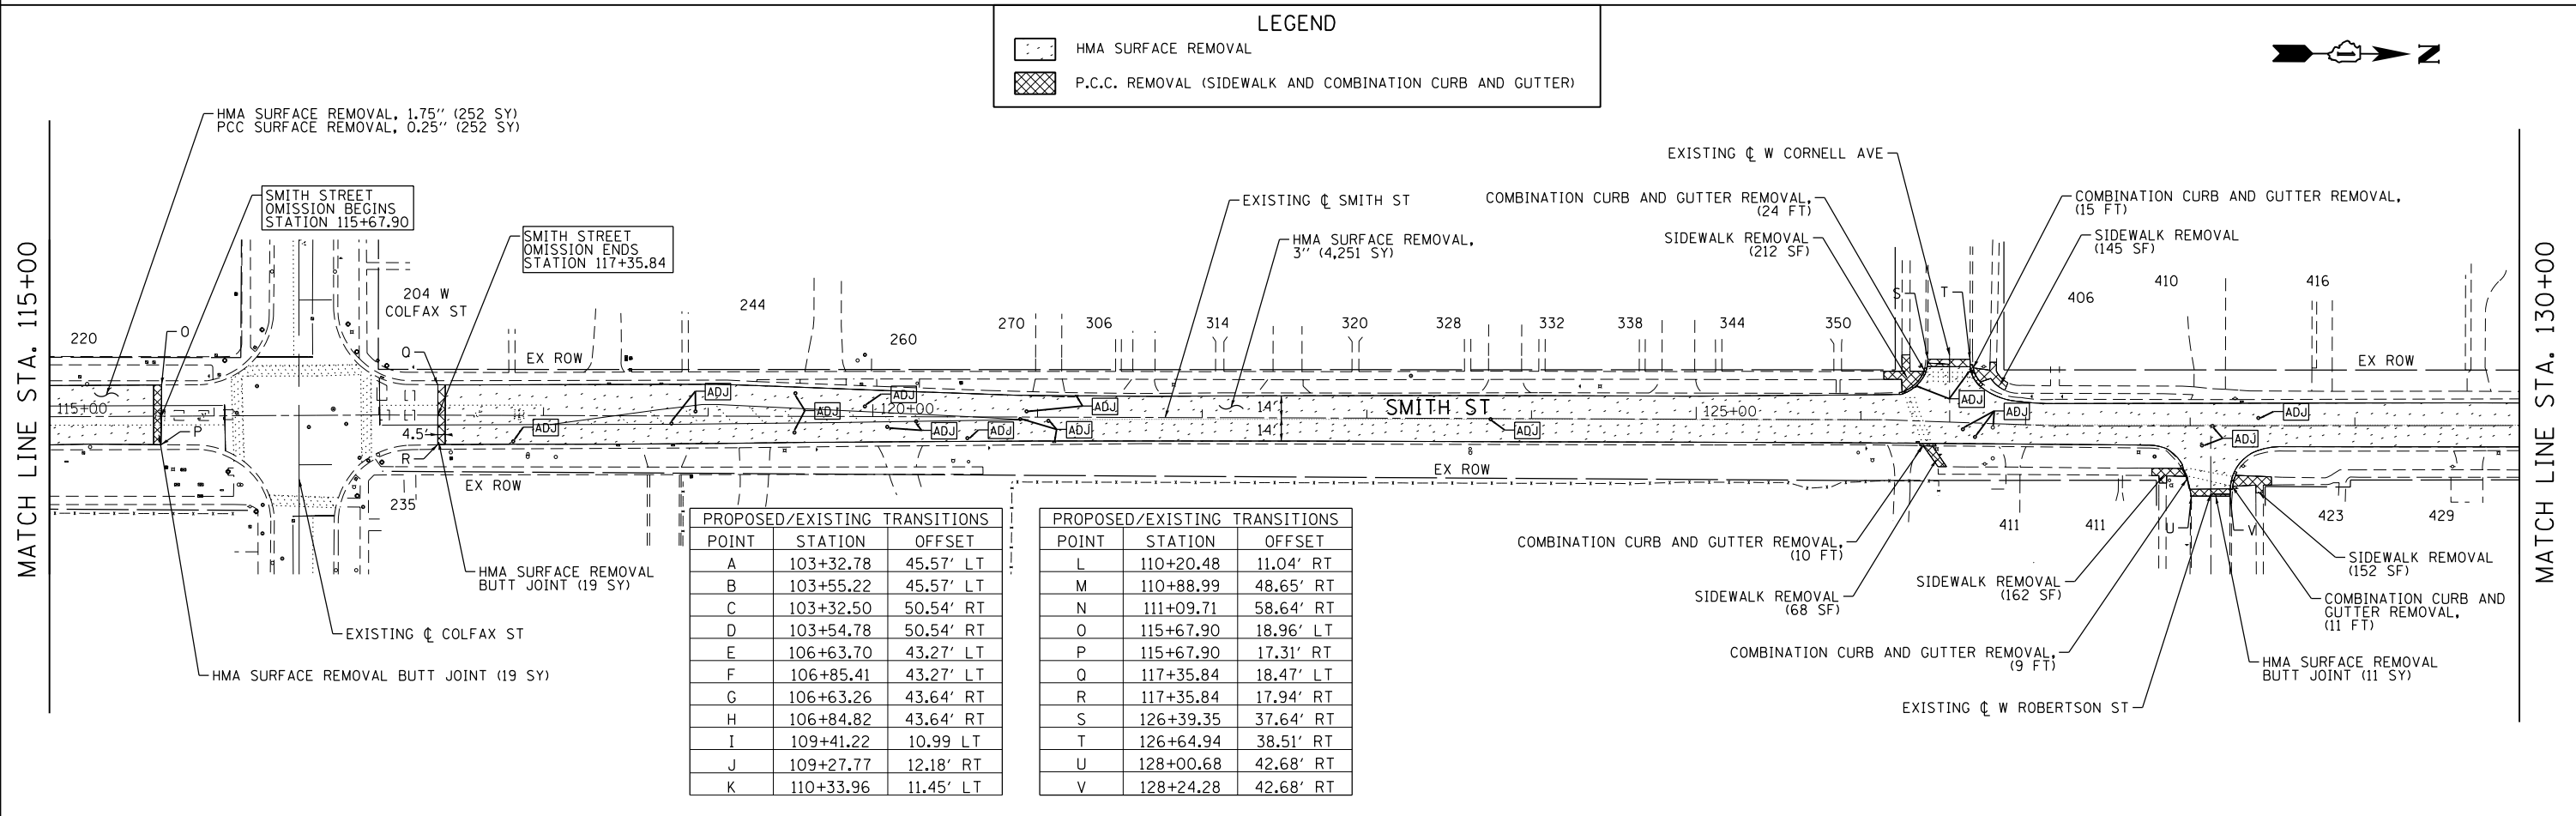 LEGEND
HMA SURFACE REMOVAL
P.C.C. REMOVAL (SIDEWALK AND COMBINATION CURB AND GUTTER)
N
HMA SURFACE REMOVAL, 1.75" (252 SY)
PCC SURFACE REMOVAL, 0.25" (252 SY)
SMITH STREET
OMISSION BEGINS
STATION 115+67.90
SMITH STREET
OMISSION ENDS
STATION 117+35.84
EXISTING ℄ SMITH ST
HMA SURFACE REMOVAL,
3" (4,251 SY)
EXISTING ℄ W CORNELL AVE
COMBINATION CURB AND GUTTER REMOVAL,
(24 FT)
SIDEWALK REMOVAL
(212 SF)
COMBINATION CURB AND GUTTER REMOVAL,
(15 FT)
SIDEWALK REMOVAL
(145 SF)
MATCH LINE STA. 115+00
MATCH LINE STA. 130+00
220
O
204 W
COLFAX ST
244
260
270
306
314
320
328
332
338
344
350
S
T
406
410
416
Q
EX ROW
EX ROW
ADJ
ADJ
ADJ
ADJ
ADJ
ADJ
ADJ
115+00
120+00
14'
SMITH ST
125+00
P
4.5'
R
ADJ
ADJ
ADJ
ADJ
14'
ADJ
ADJ
EX ROW
EX ROW
235
411
411
U
V
423
429
HMA SURFACE REMOVAL
BUTT JOINT (19 SY)
EXISTING ℄ COLFAX ST
HMA SURFACE REMOVAL BUTT JOINT (19 SY)
PROPOSED/EXISTING TRANSITIONS
POINT STATION OFFSET
A 103+32.78 45.57' LT
B 103+55.22 45.57' LT
C 103+32.50 50.54' RT
D 103+54.78 50.54' RT
E 106+63.70 43.27' LT
F 106+85.41 43.27' LT
G 106+63.26 43.64' RT
H 106+84.82 43.64' RT
I 109+41.22 10.99 LT
J 109+27.77 12.18' RT
K 110+33.96 11.45' LT
PROPOSED/EXISTING TRANSITIONS
POINT STATION OFFSET
L 110+20.48 11.04' RT
M 110+88.99 48.65' RT
N 111+09.71 58.64' RT
O 115+67.90 18.96' LT
P 115+67.90 17.31' RT
Q 117+35.84 18.47' LT
R 117+35.84 17.94' RT
S 126+39.35 37.64' RT
T 126+64.94 38.51' RT
U 128+00.68 42.68' RT
V 128+24.28 42.68' RT
COMBINATION CURB AND GUTTER REMOVAL,
(10 FT)
SIDEWALK REMOVAL
(68 SF)
SIDEWALK REMOVAL
(162 SF)
COMBINATION CURB AND GUTTER REMOVAL,
(9 FT)
EXISTING ℄ W ROBERTSON ST
SIDEWALK REMOVAL
(152 SF)
COMBINATION CURB AND
GUTTER REMOVAL,
(11 FT)
HMA SURFACE REMOVAL
BUTT JOINT (11 SY)